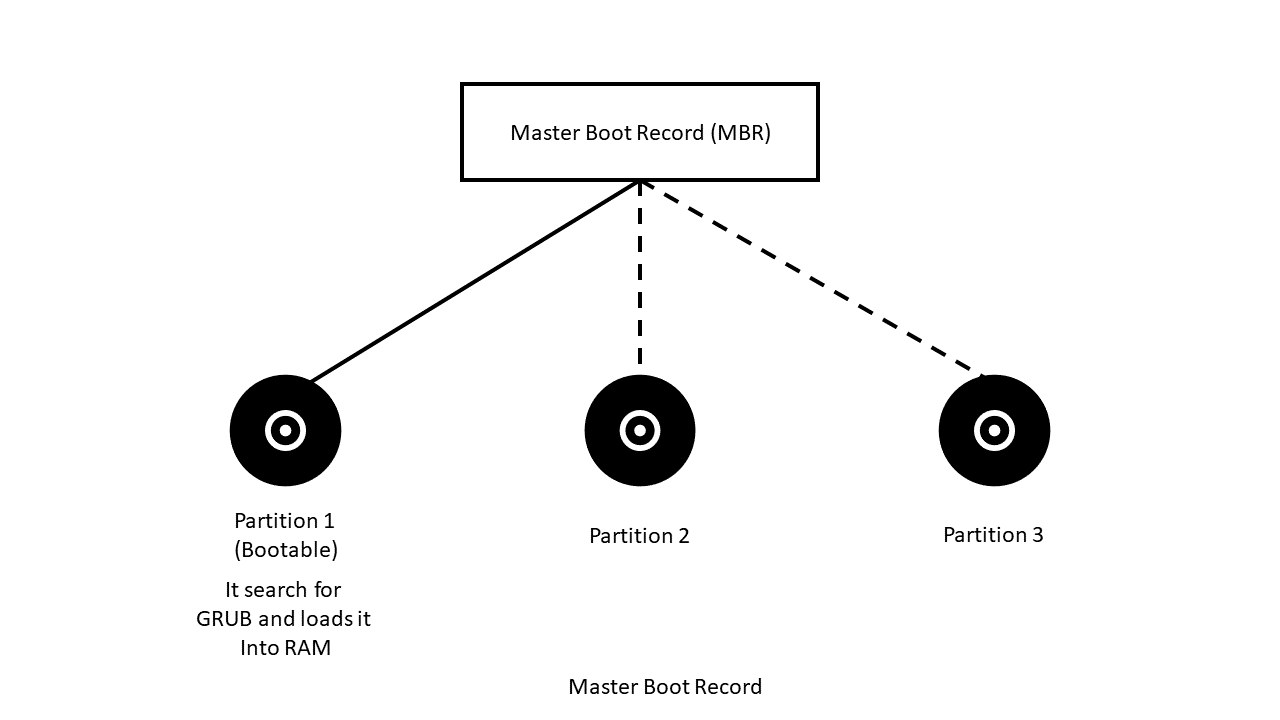 Master Boot Record (MBR)
Partition 1
(Bootable)
It search for
GRUB and loads it
Into RAM
Partition 2
Partition 3
Master Boot Record